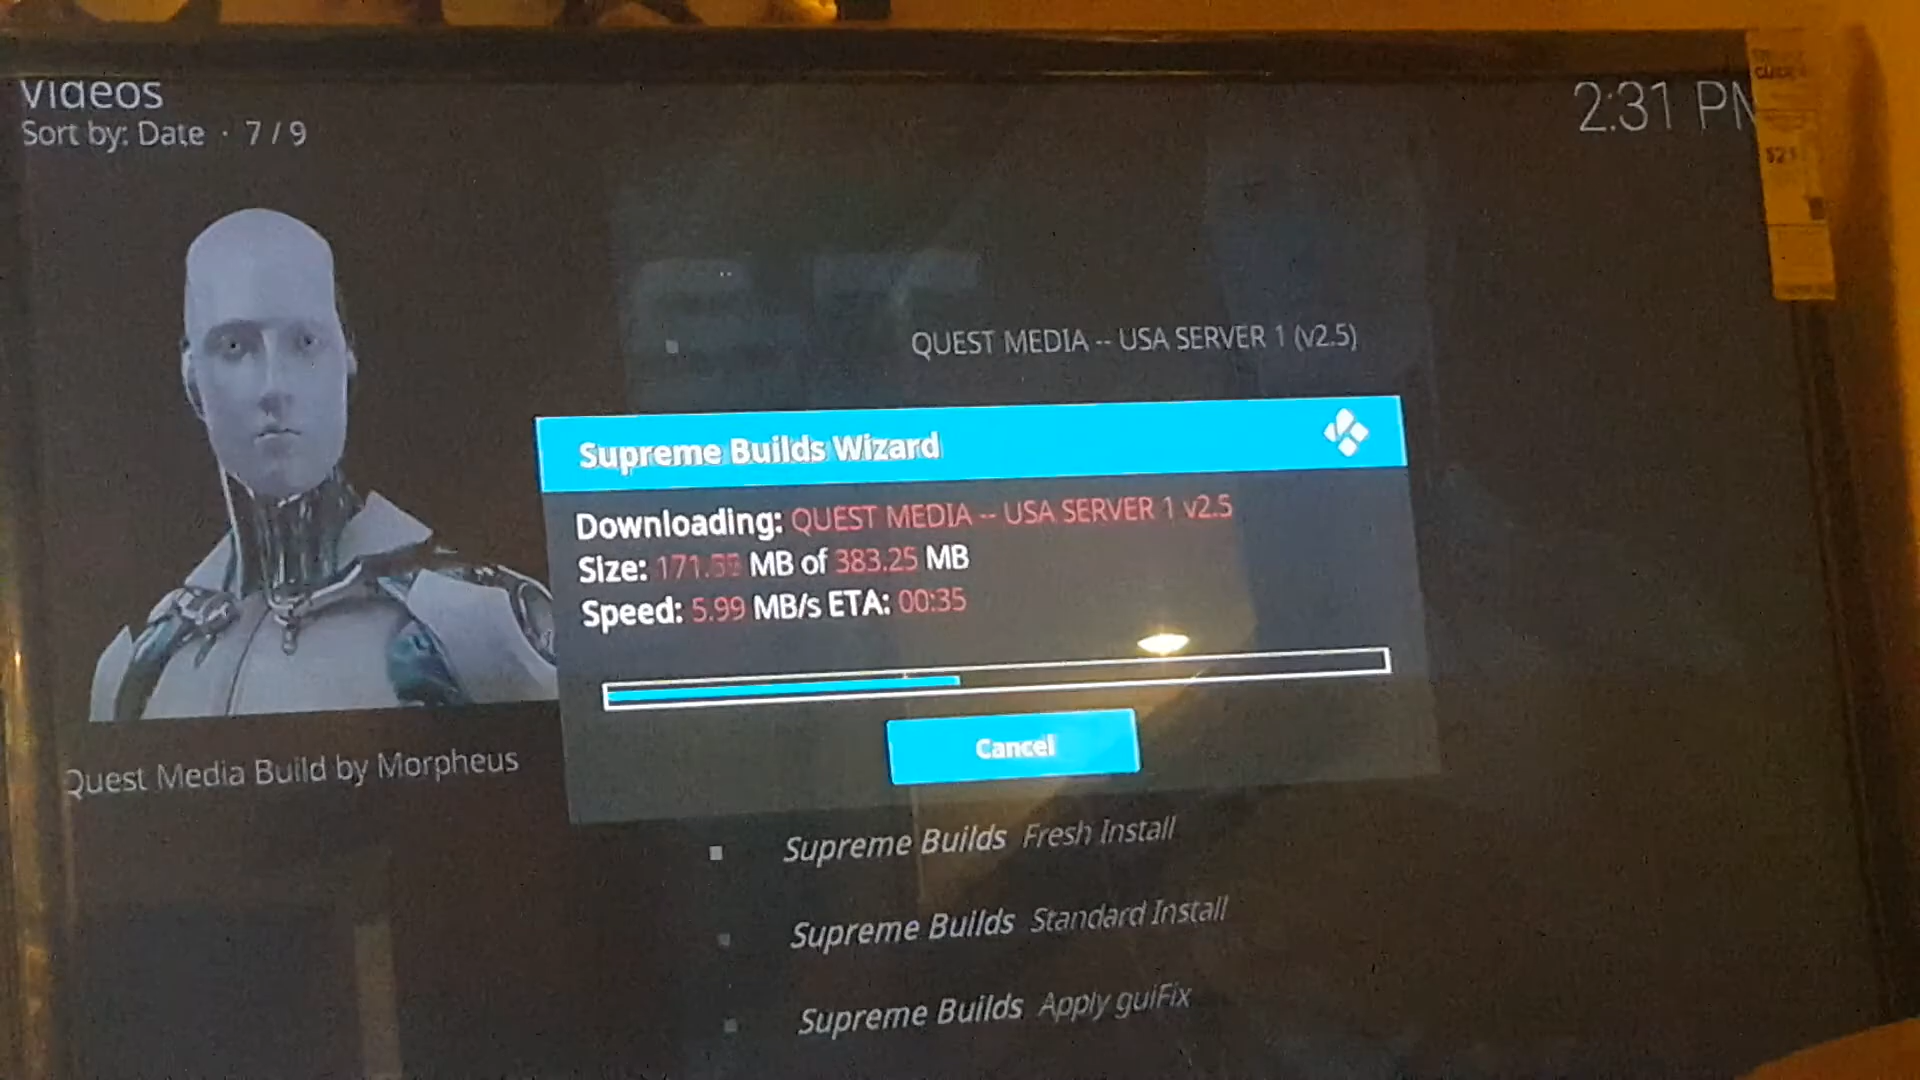 Videos
Sort by: Date · 7 / 9
2:31 PM
QUEST MEDIA -- USA SERVER 1 (v2.5)
Supreme Builds Wizard
Downloading: QUEST MEDIA -- USA SERVER 1 v2.5
Size: 171.55 MB of 383.25 MB
Speed: 5.99 MB/s ETA: 00:35
Cancel
Quest Media Build by Morpheus
Supreme Builds Fresh Install
Supreme Builds Standard Install
Supreme Builds Apply guiFix